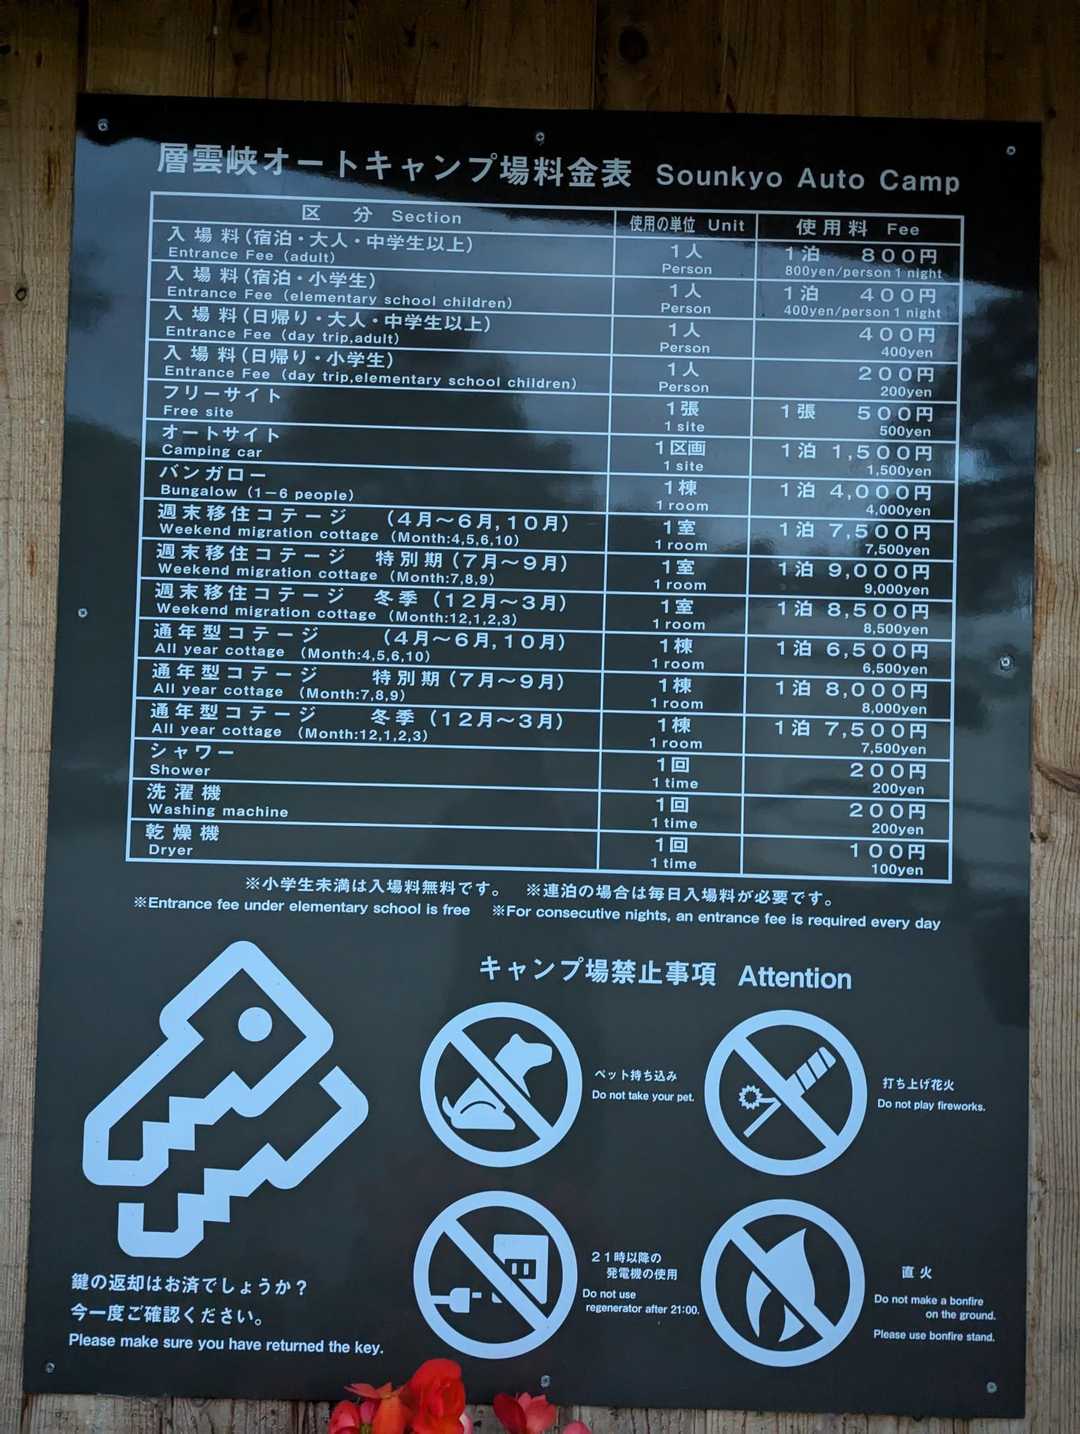 層雲峡オートキャンプ場料金表 Sounkyo Auto Camp
区 分 Section 使用の単位 Unit 使用料 Fee
入場料(宿泊・大人・中学生以上) 1人 1泊 800円
Entrance Fee (adult) Person 800yen/person 1 night
入場料(宿泊・小学生) 1人 1泊 400円
Entrance Fee (elementary school children) Person 400yen/person 1 night
入場料(日帰り・大人・中学生以上) 1人 400円
Entrance Fee (day trip,adult) Person 400yen
入場料(日帰り・小学生) 1人 200円
Entrance Fee (day trip,elementary school children) Person 200yen
フリーサイト 1張 1張 500円
Free site 1 site 500yen
オートサイト 1区画 1泊 1,500円
Camping car 1 site 1,500yen
バンガロー 1棟 1泊 4,000円
Bungalow (1－6 people) 1 room 4,000yen
週末移住コテージ (4月～6月,10月) 1室 1泊 7,500円
Weekend migration cottage (Month:4,5,6,10) 1 room 7,500yen
週末移住コテージ 特別期(7月～9月) 1室 1泊 9,000円
Weekend migration cottage (Month:7,8,9) 1 room 9,000yen
週末移住コテージ 冬季(12月～3月) 1室 1泊 8,500円
Weekend migration cottage (Month:12,1,2,3) 1 room 8,500yen
通年型コテージ (4月～6月,10月) 1棟 1泊 6,500円
All year cottage (Month:4,5,6,10) 1 room 6,500yen
通年型コテージ 特別期(7月～9月) 1棟 1泊 8,000円
All year cottage (Month:7,8,9) 1 room 8,000yen
通年型コテージ 冬季(12月～3月) 1棟 1泊 7,500円
All year cottage (Month:12,1,2,3) 1 room 7,500yen
シャワー 1回 200円
Shower 1 time 200yen
洗濯機 1回 200円
Washing machine 1 time 200yen
乾燥機 1回 100円
Dryer 1 time 100yen
※小学生未満は入場料無料です。 ※連泊の場合は毎日入場料が必要です。
※Entrance fee under elementary school is free ※For consecutive nights, an entrance fee is required every day
キャンプ場禁止事項 Attention
ペット持ち込み
Do not take your pet.
打ち上げ花火
Do not play fireworks.
21時以降の
発電機の使用
Do not use
regenerator after 21:00.
直火
Do not make a bonfire
on the ground.
Please use bonfire stand.
鍵の返却はお済でしょうか？
今一度ご確認ください。
Please make sure you have returned the key.